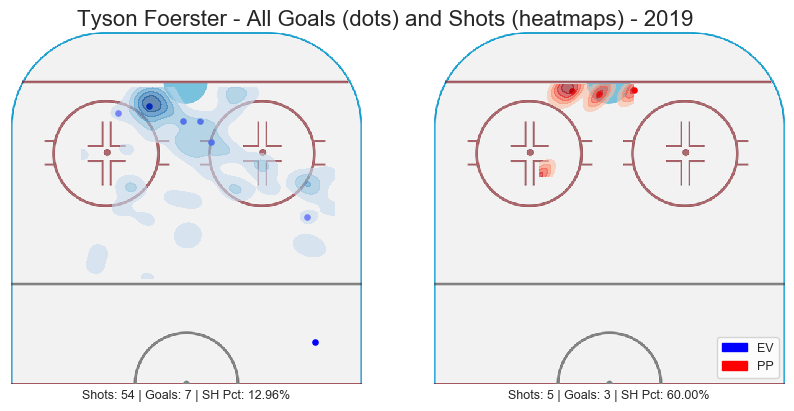 Tyson Foerster - All Goals (dots) and Shots (heatmaps) - 2019
EV
PP
Shots: 54 | Goals: 7 | SH Pct: 12.96%
Shots: 5 | Goals: 3 | SH Pct: 60.00%